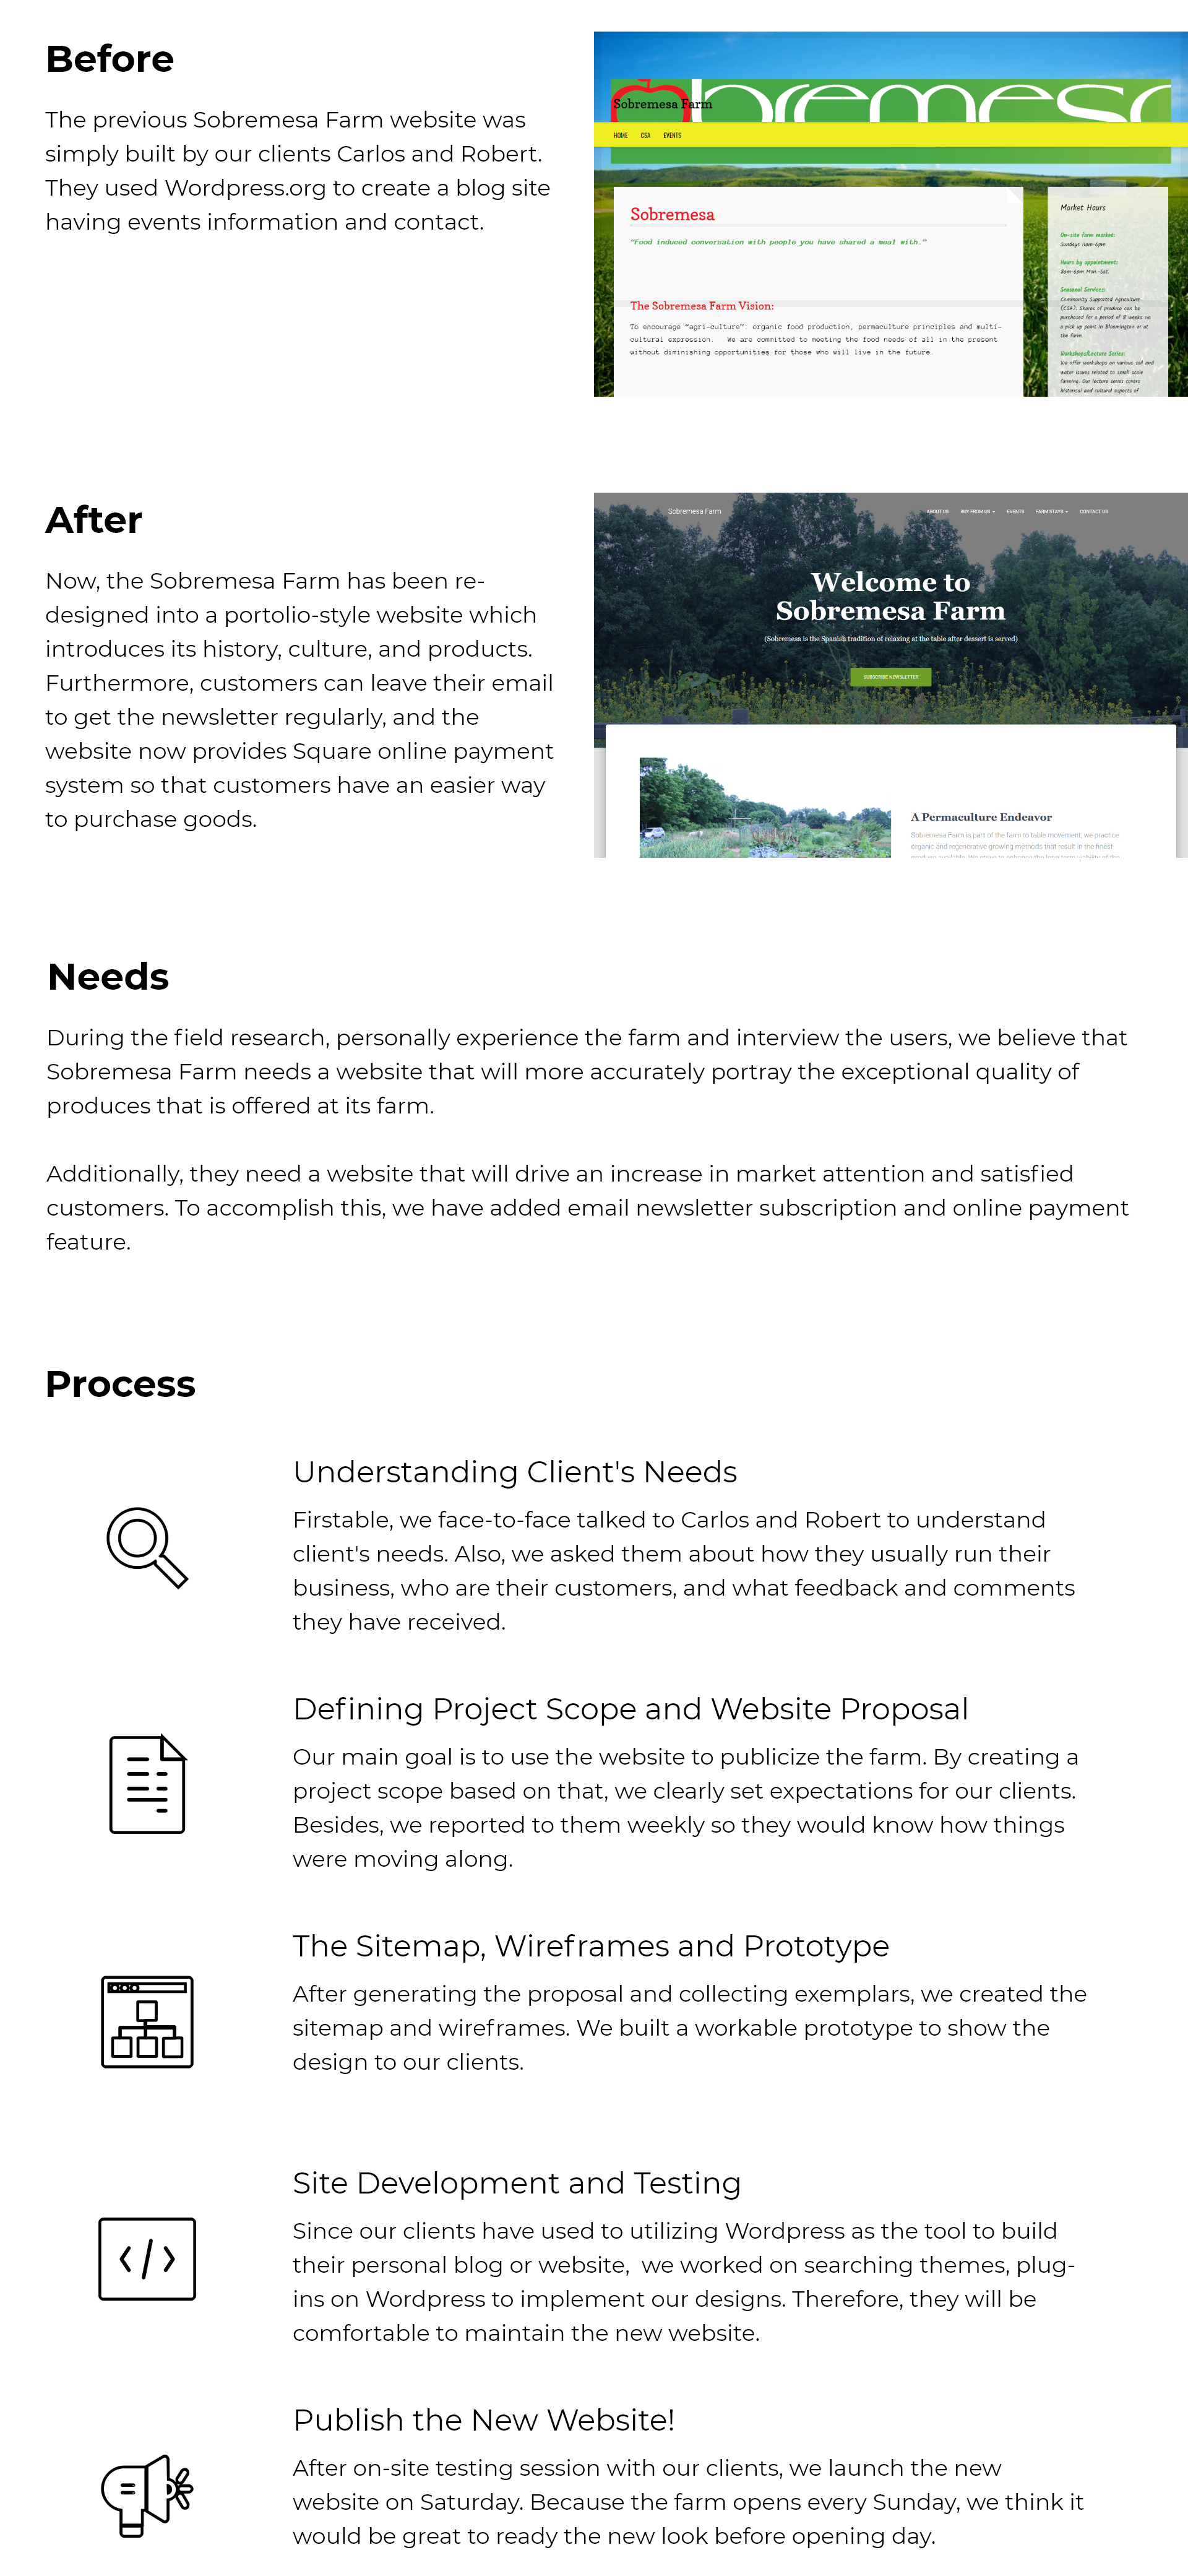 Before
The previous Sobremesa Farm website was
simply built by our clients Carlos and Robert.
They used Wordpress.org to create a blog site
having events information and contact.
bremesa
Sobremesa Farm
HOME CSA EVENTS
Sobremesa
"Food induced conversation with people you have shared a meal with."
The Sobremesa Farm Vision:
To encourage "agri-culture": organic food production, permaculture principles and multi-
cultural expression. We are committed to meeting the food needs of all in the present
without diminishing opportunities for those who will live in the future.
Market Hours
On-site farm market:
Sundays 11am-6pm
Hours by appointment:
8am-6pm Mon.-Sat.
Seasonal Services:
Community Supported Agriculture
(CSA): Shares of produce can be
purchased for a period of 8 weeks via
a pick up point in Bloomington or at
the farm.
Workshops/Lecture Series:
We offer workshops on various soil and
water issues related to small scale
farming. Our lecture series covers
historical and cultural aspects of
After
Now, the Sobremesa Farm has been re-
designed into a portolio-style website which
introduces its history, culture, and products.
Furthermore, customers can leave their email
to get the newsletter regularly, and the
website now provides Square online payment
system so that customers have an easier way
to purchase goods.
Sobremesa Farm
ABOUT US BUY FROM US EVENTS FARM STAYS CONTACT US
Welcome to
Sobremesa Farm
(Sobremesa is the Spanish tradition of relaxing at the table after dessert is served)
SUBSCRIBE NEWSLETTER
A Permaculture Endeavor
Sobremesa Farm is part of the farm to table movement, we practice
organic and regenerative growing methods that result in the finest
Needs
During the field research, personally experience the farm and interview the users, we believe that
Sobremesa Farm needs a website that will more accurately portray the exceptional quality of
produces that is offered at its farm.
Additionally, they need a website that will drive an increase in market attention and satisfied
customers. To accomplish this, we have added email newsletter subscription and online payment
feature.
Process
Understanding Client's Needs
Firstable, we face-to-face talked to Carlos and Robert to understand
client's needs. Also, we asked them about how they usually run their
business, who are their customers, and what feedback and comments
they have received.
Defining Project Scope and Website Proposal
Our main goal is to use the website to publicize the farm. By creating a
project scope based on that, we clearly set expectations for our clients.
Besides, we reported to them weekly so they would know how things
were moving along.
The Sitemap, Wireframes and Prototype
After generating the proposal and collecting exemplars, we created the
sitemap and wireframes. We built a workable prototype to show the
design to our clients.
Site Development and Testing
Since our clients have used to utilizing Wordpress as the tool to build
their personal blog or website,  we worked on searching themes, plug-
ins on Wordpress to implement our designs. Therefore, they will be
comfortable to maintain the new website.
Publish the New Website!
After on-site testing session with our clients, we launch the new
website on Saturday. Because the farm opens every Sunday, we think it
would be great to ready the new look before opening day.